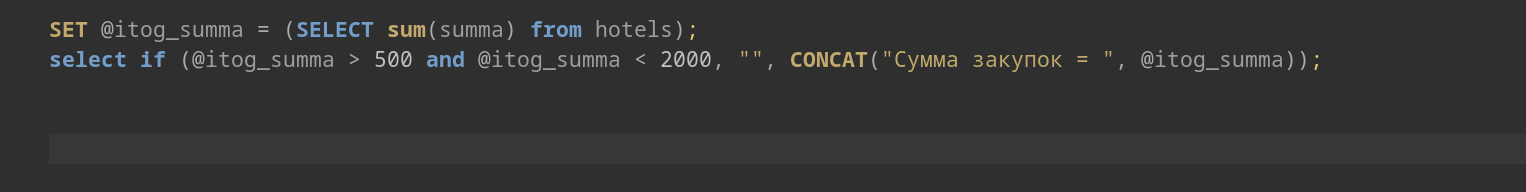 SET @itog_summa = (SELECT sum(summa) from hotels);
select if (@itog_summa > 500 and @itog_summa < 2000, "", CONCAT("Сумма закупок = ", @itog_summa));